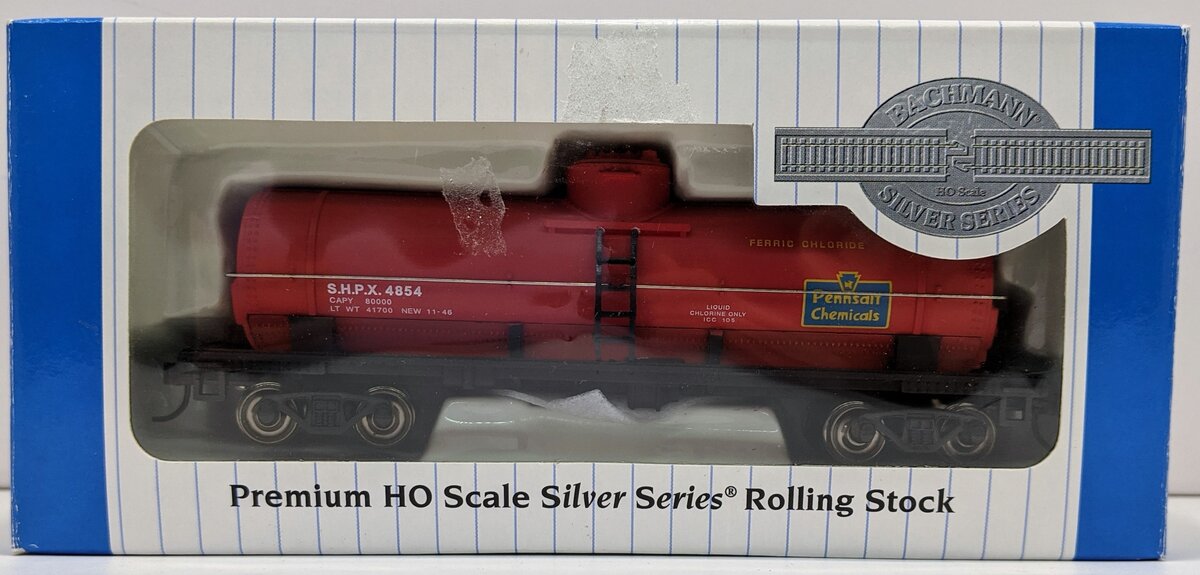 BACHMANN®
HO Scale
SILVER SERIES®
FERRIC CHLORIDE
S.H.P.X. 4854
CAPY 80000
LT WT 41700 NEW 11-46
LIQUID
CHLORINE ONLY
ICC 105
Pennsalt
Chemicals
Premium HO Scale Silver Series® Rolling Stock